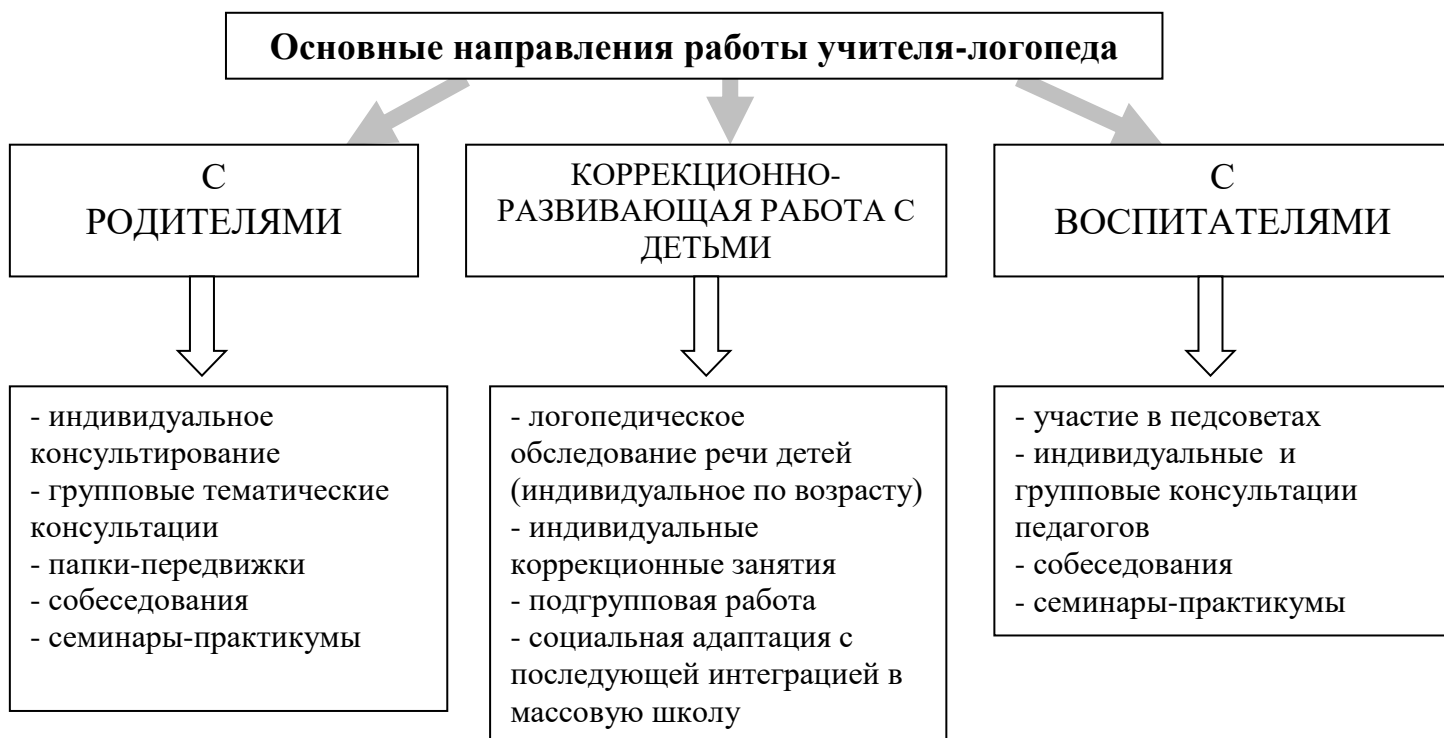 Основные направления работы учителя-логопеда
С
РОДИТЕЛЯМИ
КОРРЕКЦИОННО-
РАЗВИВАЮЩАЯ РАБОТА С
ДЕТЬМИ
С
ВОСПИТАТЕЛЯМИ
- индивидуальное
консультирование
- групповые тематические
консультации
- папки-передвижки
- собеседования
- семинары-практикумы
- логопедическое
обследование речи детей
(индивидуальное по возрасту)
- индивидуальные
коррекционные занятия
- подгрупповая работа
- социальная адаптация с
последующей интеграцией в
массовую школу
- участие в педсоветах
- индивидуальные и
групповые консультации
педагогов
- собеседования
- семинары-практикумы